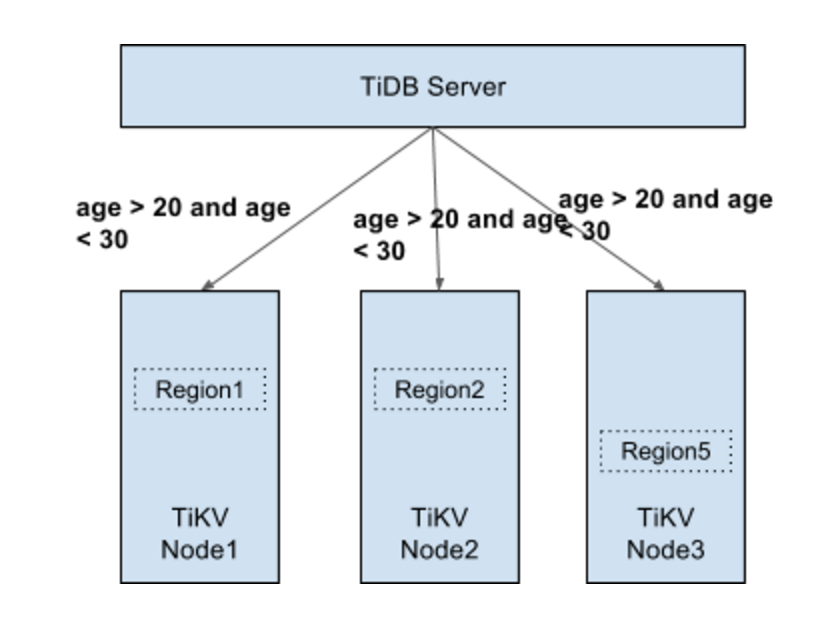 TiDB Server
age > 20 and age
< 30
age > 20 and age
< 30
age > 20 and age
< 30
Region1
Region2
Region5
TiKV
Node1
TiKV
Node2
TiKV
Node3